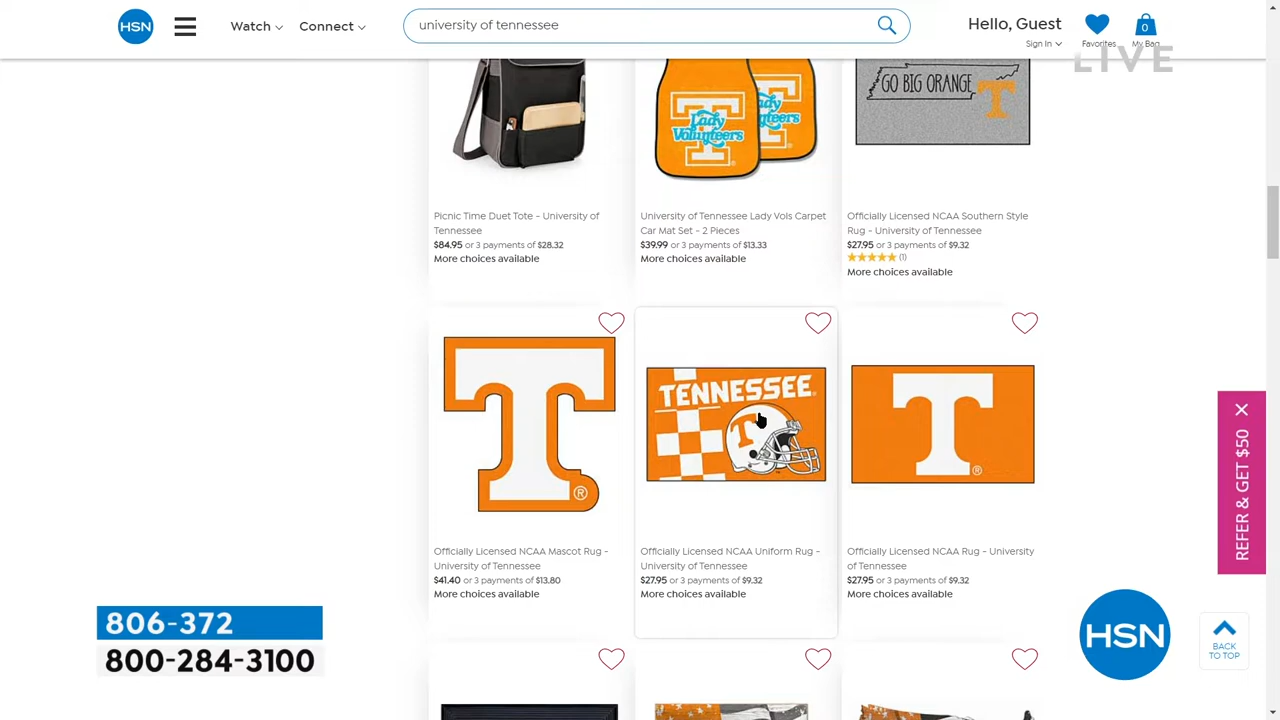 HSN
Watch
Connect
university of tennessee
Hello, Guest
Sign In
Favorites
0
My Bag
LIVE
Lady
Volunteers
Lady
Volunteers
GO BIG ORANGE
T
Picnic Time Duet Tote - University of
Tennessee
$84.95 or 3 payments of $28.32
More choices available
University of Tennessee Lady Vols Carpet
Car Mat Set - 2 Pieces
$39.99 or 3 payments of $13.33
More choices available
Officially Licensed NCAA Southern Style
Rug - University of Tennessee
$27.95 or 3 payments of $9.32
(1)
More choices available
T
®
TENNESSEE
T
T
®
Officially Licensed NCAA Mascot Rug -
University of Tennessee
$41.40 or 3 payments of $13.80
More choices available
Officially Licensed NCAA Uniform Rug -
University of Tennessee
$27.95 or 3 payments of $9.32
More choices available
Officially Licensed NCAA Rug - University
of Tennessee
$27.95 or 3 payments of $9.32
More choices available
REFER & GET $50
806-372
800-284-3100
HSN
BACK
TO TOP